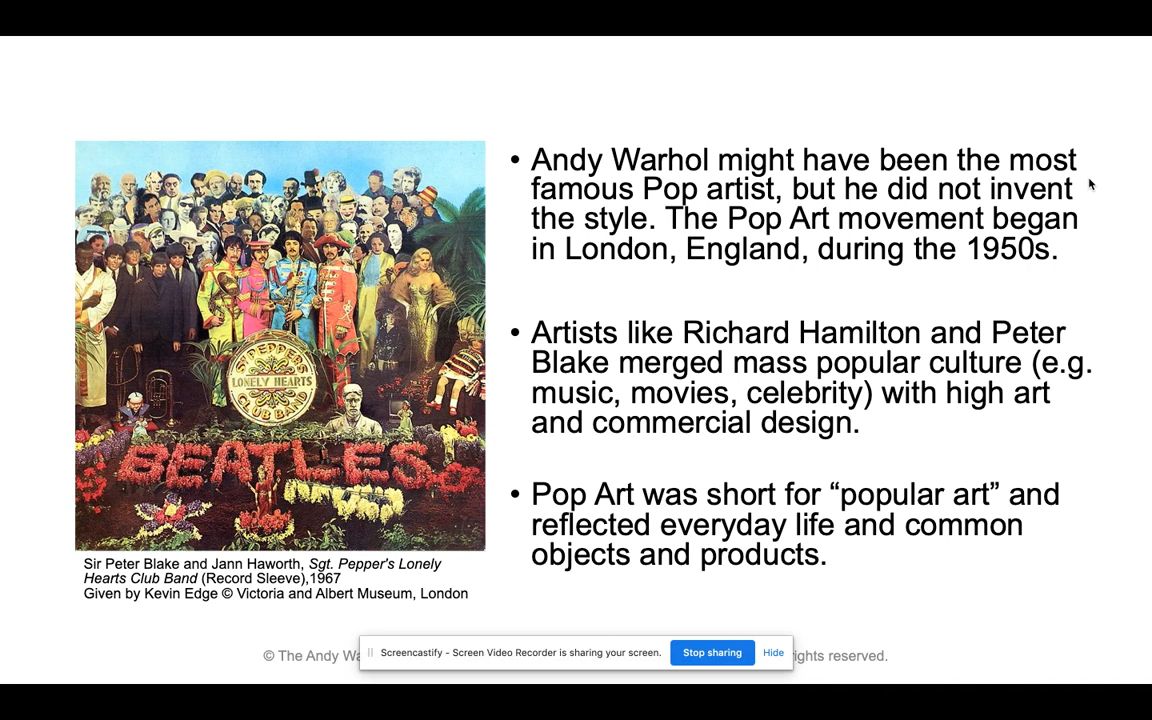 SGT. PEPPERS
LONELY HEARTS
CLUB BAND
BEATLES
• Andy Warhol might have been the most
famous Pop artist, but he did not invent
the style. The Pop Art movement began
in London, England, during the 1950s.
• Artists like Richard Hamilton and Peter
Blake merged mass popular culture (e.g.
music, movies, celebrity) with high art
and commercial design.
• Pop Art was short for “popular art” and
reflected everyday life and common
objects and products.
Sir Peter Blake and Jann Haworth, Sgt. Pepper's Lonely
Hearts Club Band (Record Sleeve),1967
Given by Kevin Edge © Victoria and Albert Museum, London
Screencastify - Screen Video Recorder is sharing your screen. Stop sharing Hide
© The Andy reserved.